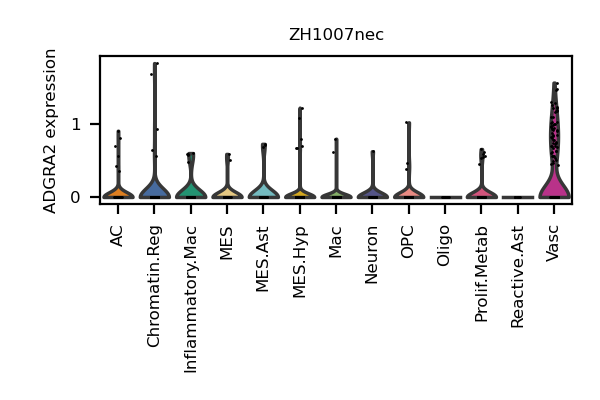 ZH1007nec
ADGRA2 expression
1
0
AC
Chromatin.Reg
Inflammatory.Mac
MES
MES.Ast
MES.Hyp
Mac
Neuron
OPC
Oligo
Prolif.Metab
Reactive.Ast
Vasc